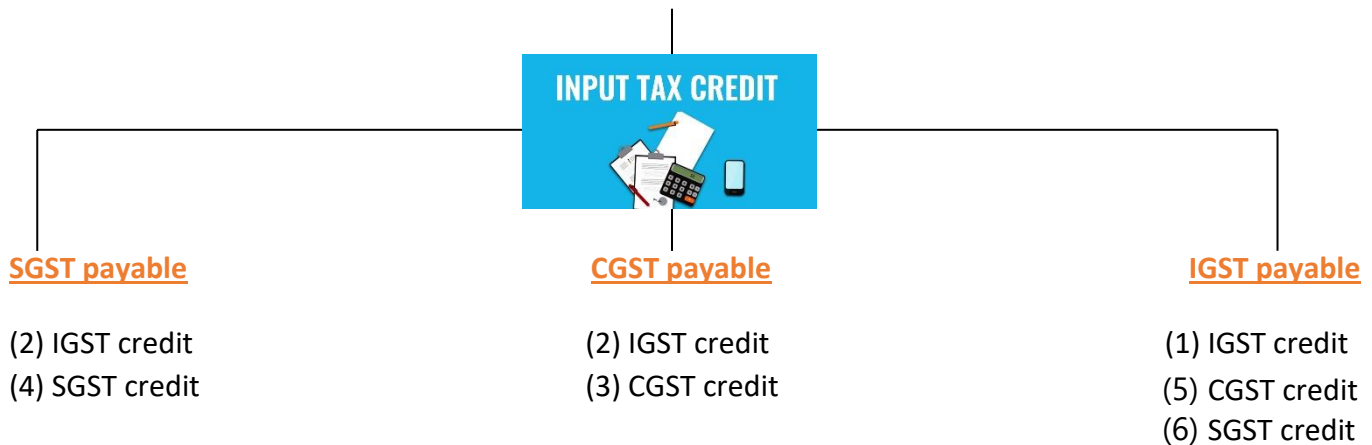 INPUT TAX CREDIT
SGST payable
(2) IGST credit
(4) SGST credit
CGST payable
(2) IGST credit
(3) CGST credit
IGST payable
(1) IGST credit
(5) CGST credit
(6) SGST credit